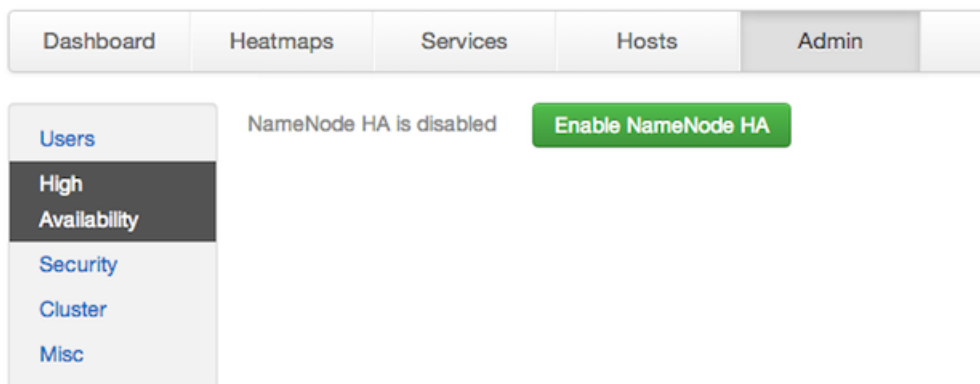 Dashboard Heatmaps Services Hosts Admin
Users
High
Availability
Security
Cluster
Misc
NameNode HA is disabled Enable NameNode HA